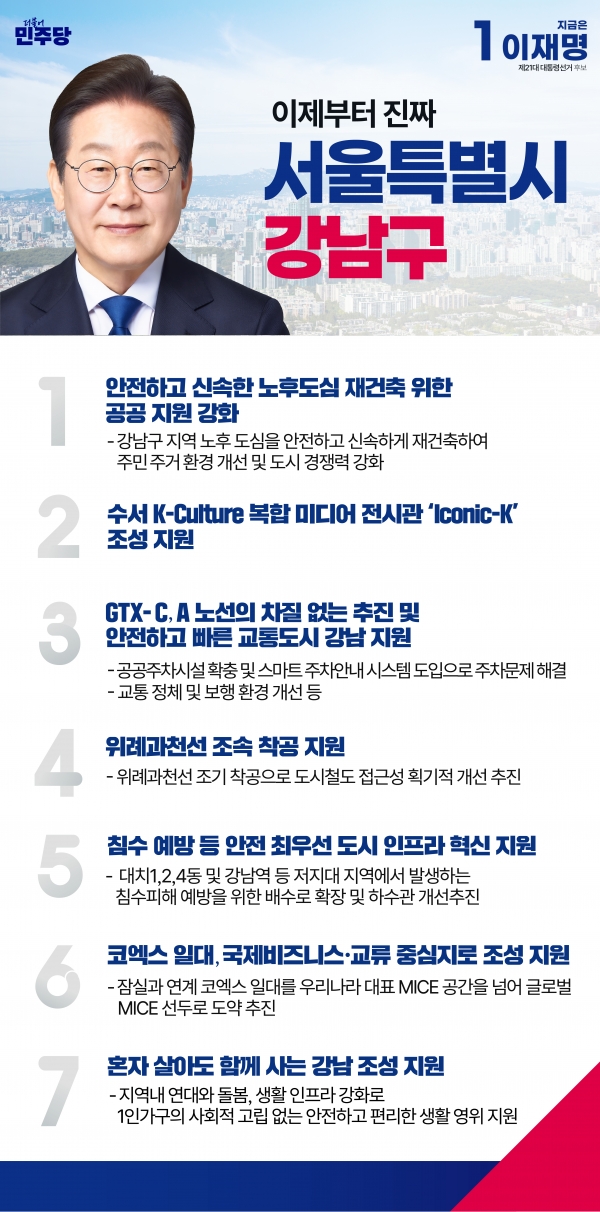 더불어
민주당
지금은
1 이재명
제21대 대통령선거 후보
이제부터 진짜
서울특별시
강남구
1
안전하고 신속한 노후도심 재건축 위한
공공 지원 강화
- 강남구 지역 노후 도심을 안전하고 신속하게 재건축하여
주민 주거 환경 개선 및 도시 경쟁력 강화
2
수서 K-Culture 복합 미디어 전시관 ‘Iconic-K’
조성 지원
3
GTX- C, A 노선의 차질 없는 추진 및
안전하고 빠른 교통도시 강남 지원
- 공공주차시설 확충 및 스마트 주차안내 시스템 도입으로 주차문제 해결
- 교통 정체 및 보행 환경 개선 등
4
위례과천선 조속 착공 지원
- 위례과천선 조기 착공으로 도시철도 접근성 획기적 개선 추진
5
침수 예방 등 안전 최우선 도시 인프라 혁신 지원
- 대치1,2,4동 및 강남역 등 저지대 지역에서 발생하는
침수피해 예방을 위한 배수로 확장 및 하수관 개선추진
6
코엑스 일대, 국제비즈니스·교류 중심지로 조성 지원
- 잠실과 연계 코엑스 일대를 우리나라 대표 MICE 공간을 넘어 글로벌
MICE 선두로 도약 추진
7
혼자 살아도 함께 사는 강남 조성 지원
- 지역내 연대와 돌봄, 생활 인프라 강화로
1인가구의 사회적 고립 없는 안전하고 편리한 생활 영위 지원